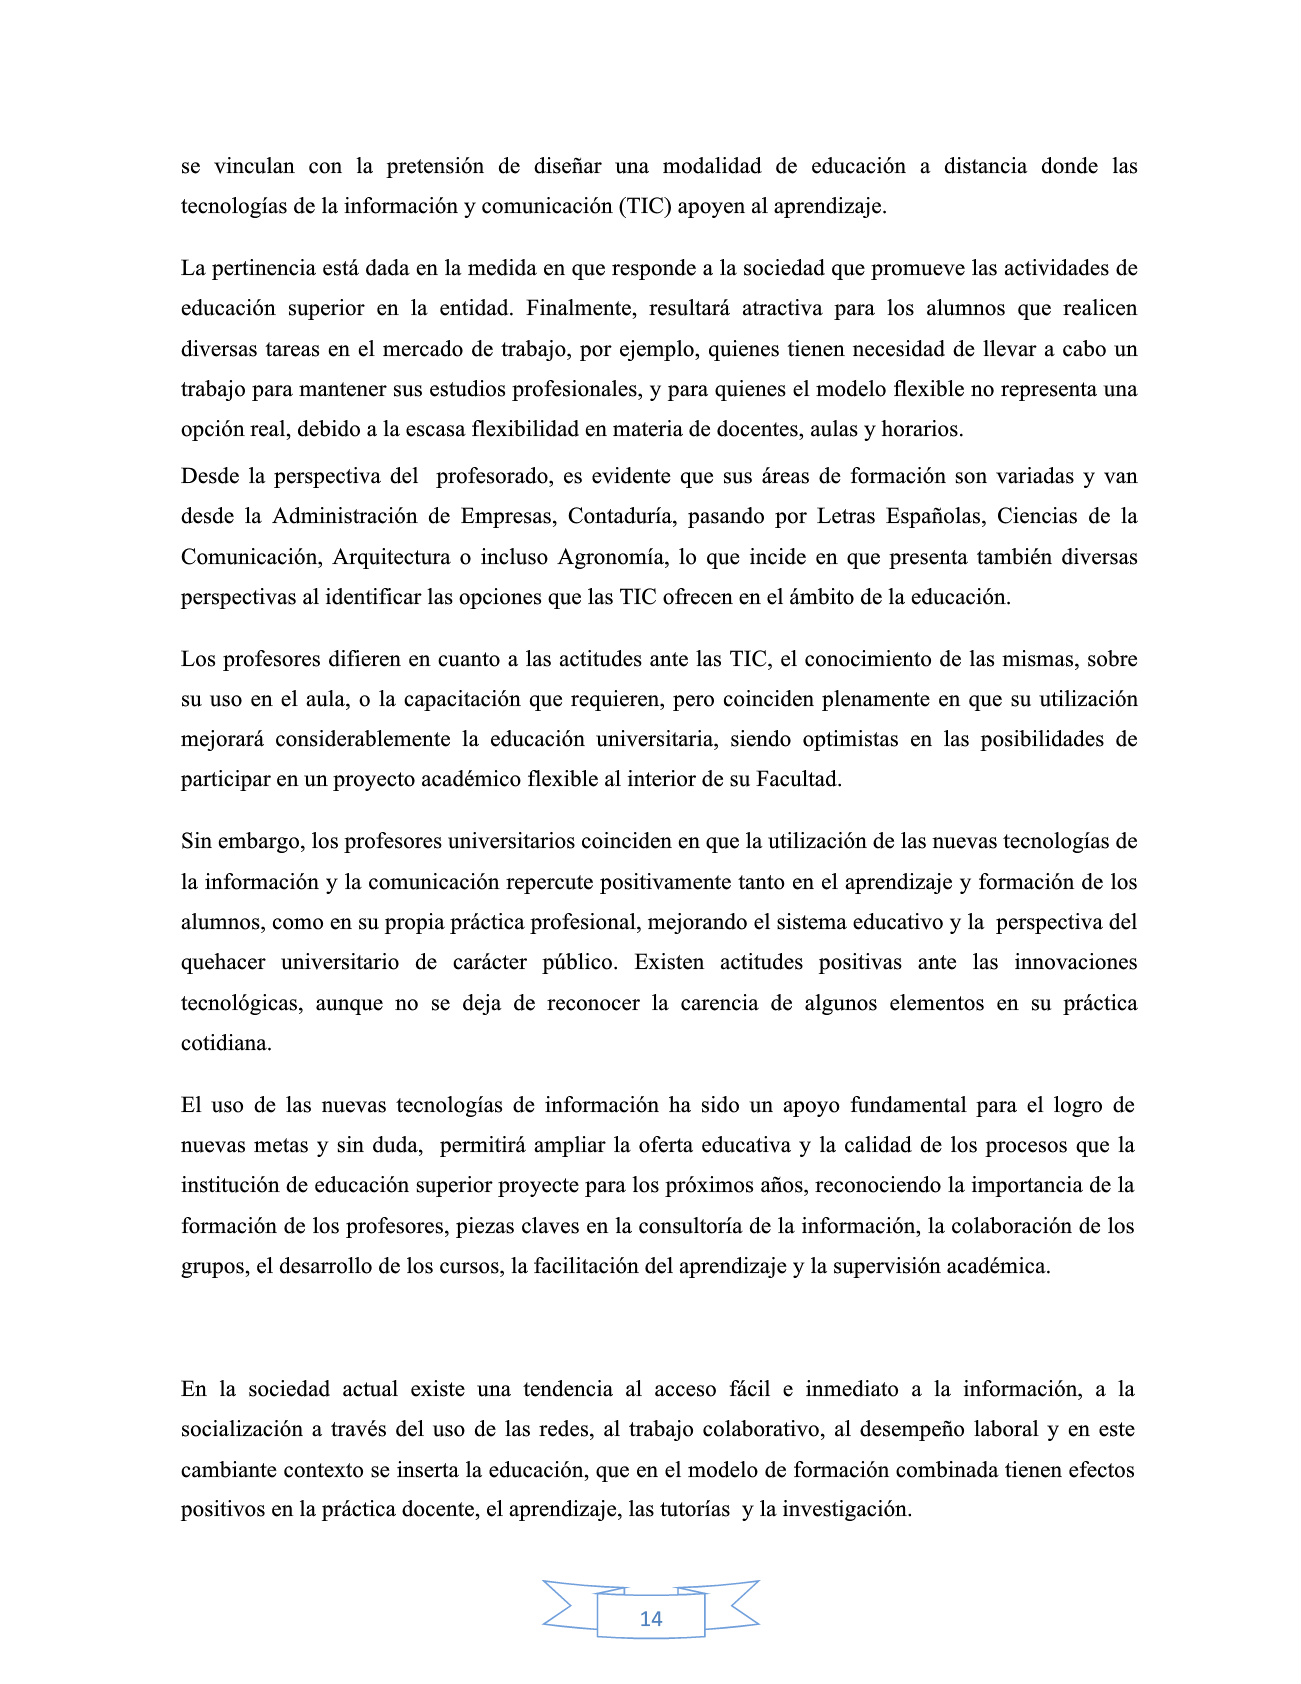 se vinculan con la pretensión de diseñar una modalidad de educación a distancia donde las
tecnologías de la información y comunicación (TIC) apoyen al aprendizaje.
La pertinencia está dada en la medida en que responde a la sociedad que promueve las actividades de
educación superior en la entidad. Finalmente, resultará atractiva para los alumnos que realicen
diversas tareas en el mercado de trabajo, por ejemplo, quienes tienen necesidad de llevar a cabo un
trabajo para mantener sus estudios profesionales, y para quienes el modelo flexible no representa una
opción real, debido a la escasa flexibilidad en materia de docentes, aulas y horarios.
Desde la perspectiva del  profesorado, es evidente que sus áreas de formación son variadas y van
desde la Administración de Empresas, Contaduría, pasando por Letras Españolas, Ciencias de la
Comunicación, Arquitectura o incluso Agronomía, lo que incide en que presenta también diversas
perspectivas al identificar las opciones que las TIC ofrecen en el ámbito de la educación.
Los profesores difieren en cuanto a las actitudes ante las TIC, el conocimiento de las mismas, sobre
su uso en el aula, o la capacitación que requieren, pero coinciden plenamente en que su utilización
mejorará considerablemente la educación universitaria, siendo optimistas en las posibilidades de
participar en un proyecto académico flexible al interior de su Facultad.
Sin embargo, los profesores universitarios coinciden en que la utilización de las nuevas tecnologías de
la información y la comunicación repercute positivamente tanto en el aprendizaje y formación de los
alumnos, como en su propia práctica profesional, mejorando el sistema educativo y la  perspectiva del
quehacer universitario de carácter público. Existen actitudes positivas ante las innovaciones
tecnológicas, aunque no se deja de reconocer la carencia de algunos elementos en su práctica
cotidiana.
El uso de las nuevas tecnologías de información ha sido un apoyo fundamental para el logro de
nuevas metas y sin duda,  permitirá ampliar la oferta educativa y la calidad de los procesos que la
institución de educación superior proyecte para los próximos años, reconociendo la importancia de la
formación de los profesores, piezas claves en la consultoría de la información, la colaboración de los
grupos, el desarrollo de los cursos, la facilitación del aprendizaje y la supervisión académica.
En la sociedad actual existe una tendencia al acceso fácil e inmediato a la información, a la
socialización a través del uso de las redes, al trabajo colaborativo, al desempeño laboral y en este
cambiante contexto se inserta la educación, que en el modelo de formación combinada tienen efectos
positivos en la práctica docente, el aprendizaje, las tutorías  y la investigación.
14